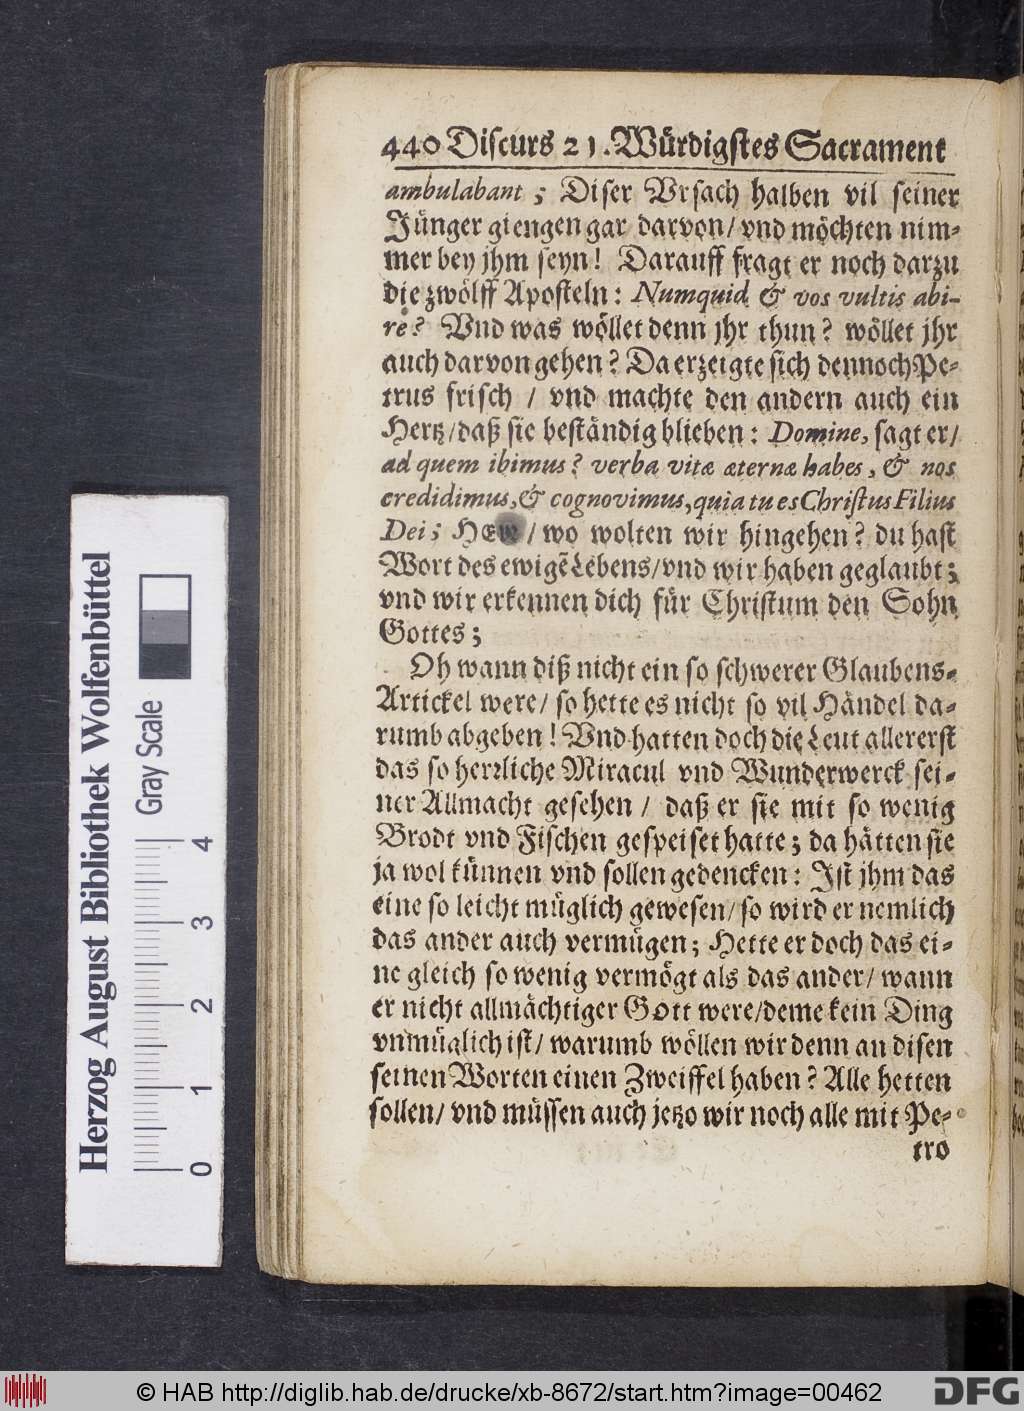 440 Discurs 21. Würdigstes Sacrament
ambulabant; Diser Vrsach halben vil seiner
Jünger giengen gar darvon/ vnd möchten nim-
mer bey jhm seyn! Darauff fragt er noch darzu
die zwölff Aposteln: Numquid & vos vultis abi-
re? Vnd was wöllet denn jhr thun? wöllet jhr
auch darvon gehen? Da erzeigte sich dennoch Pe-
trus frisch / vnd machte den andern auch ein
Hertz/ daß sie beständig blieben: Domine, sagt er/
ad quem ibimus? verba vitæ æternæ habes, & nos
credidimus, & cognovimus, quia tu es Christus Filius
Dei; HErr/ wo wolten wir hingehen? du hast
Wort des ewigẽ Lebens/ vnd wir haben geglaubt;
vnd wir erkennen dich für Christum den Sohn
Gottes;
Oh wann diß nicht ein so schwerer Glaubens-
Artickel were/ so hette es nicht so vil Händel da-
rumb abgeben! Vnd hatten doch die Leut allererst
das so herrliche Miracul vnd Wunderwerck sei-
ner Allmacht gesehen / daß er sie mit so wenig
Brodt vnd Fischen gespeiset hatte; da hätten sie
ja wol künnen vnd sollen gedencken: Ist jhm das
eine so leicht müglich gewesen/ so wird er nemlich
das ander auch vermügen; Hette er doch das ei-
ne gleich so wenig vermögt als das ander/ wann
er nicht allmächtiger Gott were/ deme kein Ding
vnmüglich ist/ warumb wöllen wir denn an disen
seinen Worten einen Zweiffel haben? Alle hetten
sollen/ vnd müssen auch jetzo wir noch alle mit Pe-
tro
Herzog August Bibliothek Wolfenbüttel
Gray Scale
0 1 2 3 4
© HAB http://diglib.hab.de/drucke/xb-8672/start.htm?image=00462
DFG